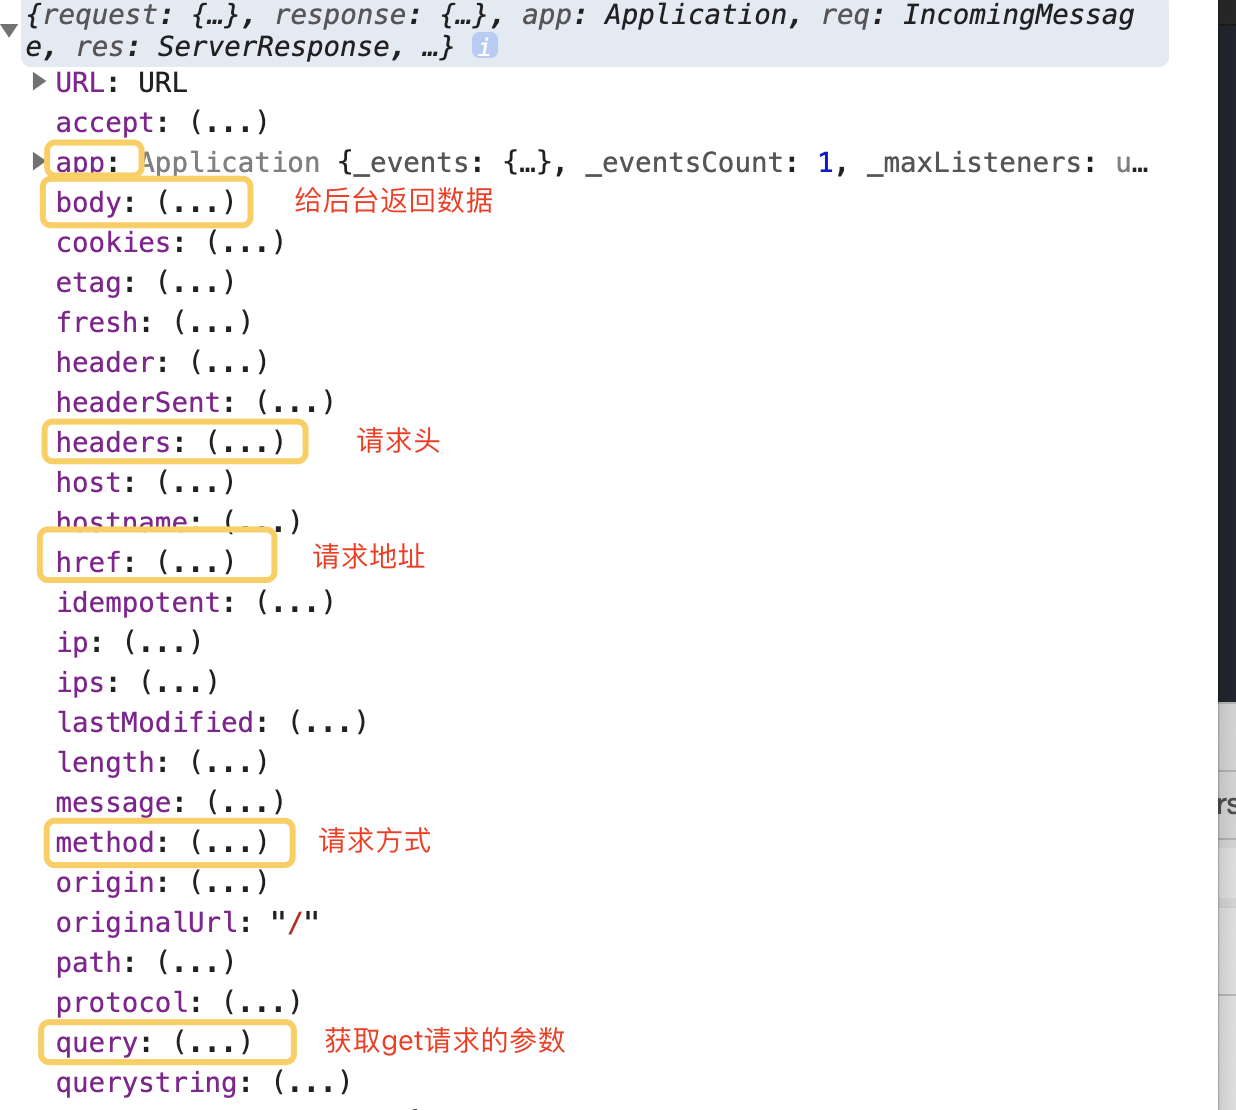 {request: {…}, response: {…}, app: Application, req: IncomingMessag
e, res: ServerResponse, …} i
URL: URL
accept: (...)
app: Application {_events: {…}, _eventsCount: 1, _maxListeners: u…
body: (...) 给后台返回数据
cookies: (...)
etag: (...)
fresh: (...)
header: (...)
headerSent: (...)
headers: (...) 请求头
host: (...)
hostname: (...)
href: (...) 请求地址
idempotent: (...)
ip: (...)
ips: (...)
lastModified: (...)
length: (...)
message: (...)
rs
method: (...) 请求方式
origin: (...)
originalUrl: "/"
path: (...)
protocol: (...)
query: (...) 获取get请求的参数
querystring: (...)